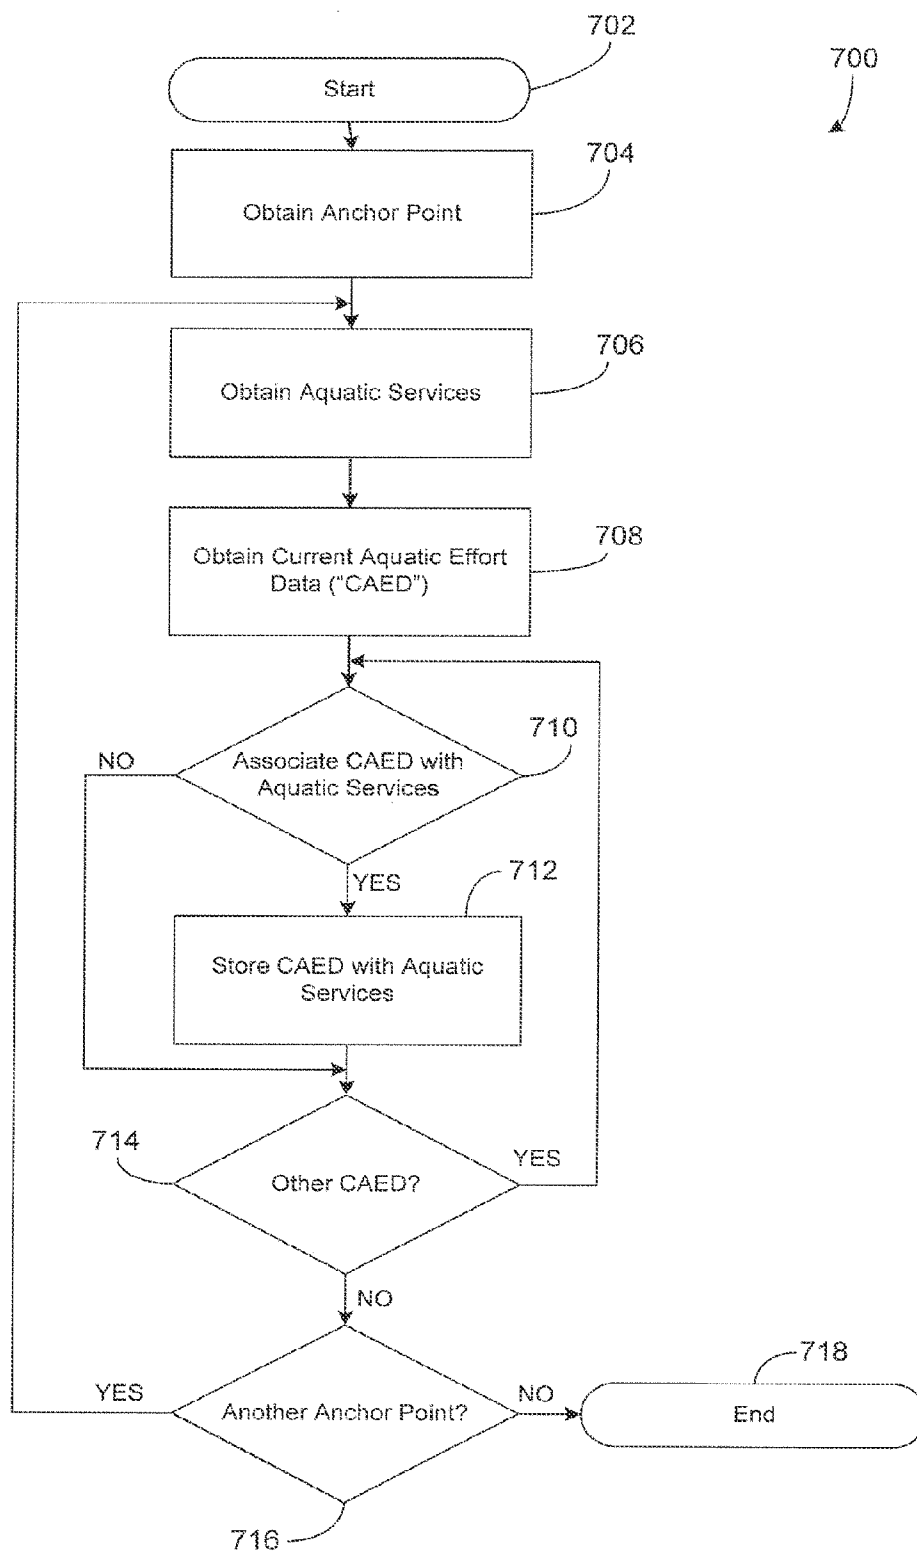 702
700
Start
704
Obtain Anchor Point
706
Obtain Aquatic Services
708
Obtain Current Aquatic Effort
Data ("CAED")
710
NO
Associate CAED with
Aquatic Services
YES
712
Store CAED with Aquatic
Services
714
YES
Other CAED?
NO
718
YES
NO
Another Anchor Point?
End
716